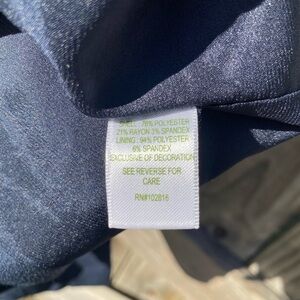 SHELL: 76% POLYESTER
21% RAYON 3% SPANDEX
LINING: 94% POLYESTER
6% SPANDEX
EXCLUSIVE OF DECORATION
SEE REVERSE FOR
CARE
RN#102816